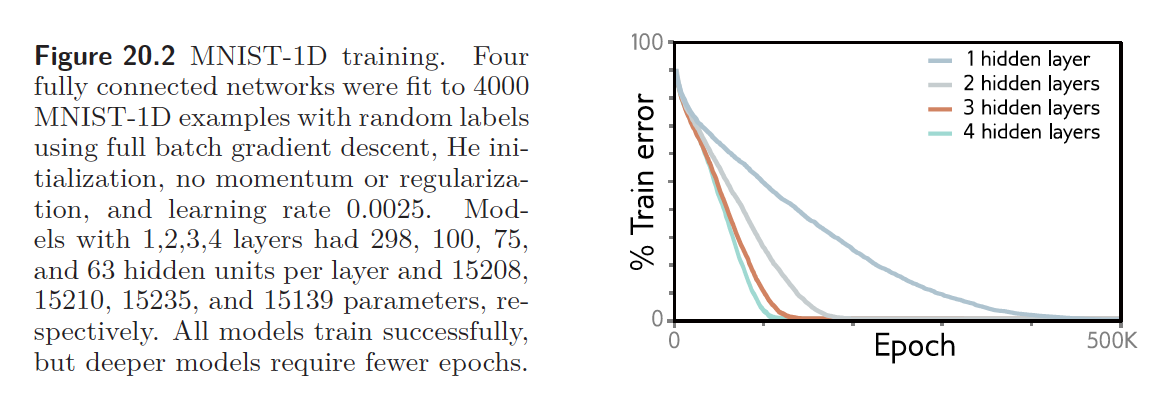 Figure 20.2 MNIST-1D training. Four
fully connected networks were fit to 4000
MNIST-1D examples with random labels
using full batch gradient descent, He ini-
tialization, no momentum or regulariza-
tion, and learning rate 0.0025. Mod-
els with 1,2,3,4 layers had 298, 100, 75,
and 63 hidden units per layer and 15208,
15210, 15235, and 15139 parameters, re-
spectively. All models train successfully,
but deeper models require fewer epochs.
100
% Train error
0
1 hidden layer
2 hidden layers
3 hidden layers
4 hidden layers
0
Epoch
500K